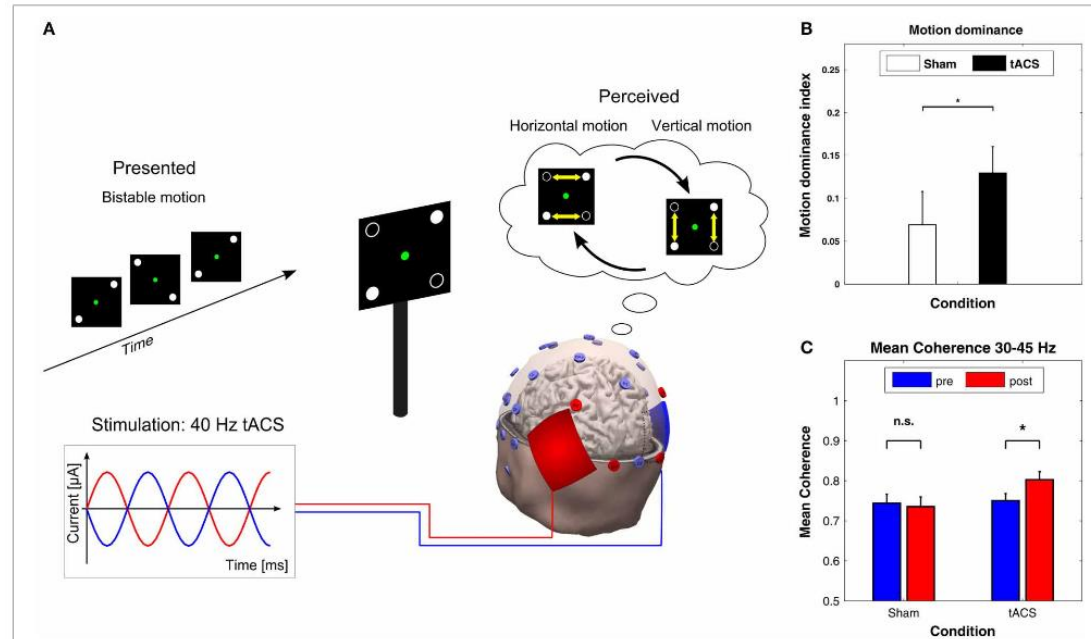 A
Presented
Bistable motion
Time
Perceived
Horizontal motion Vertical motion
Stimulation: 40 Hz tACS
Current [µA]
Time [ms]
B
Motion dominance
Sham tACS
Motion dominance index
0.25
0.2
0.15
0.1
0.05
0
*
Condition
C
Mean Coherence 30-45 Hz
pre post
Mean Coherence
1
0.9
0.8
0.7
0.6
0.5
n.s.
*
Sham tACS
Condition